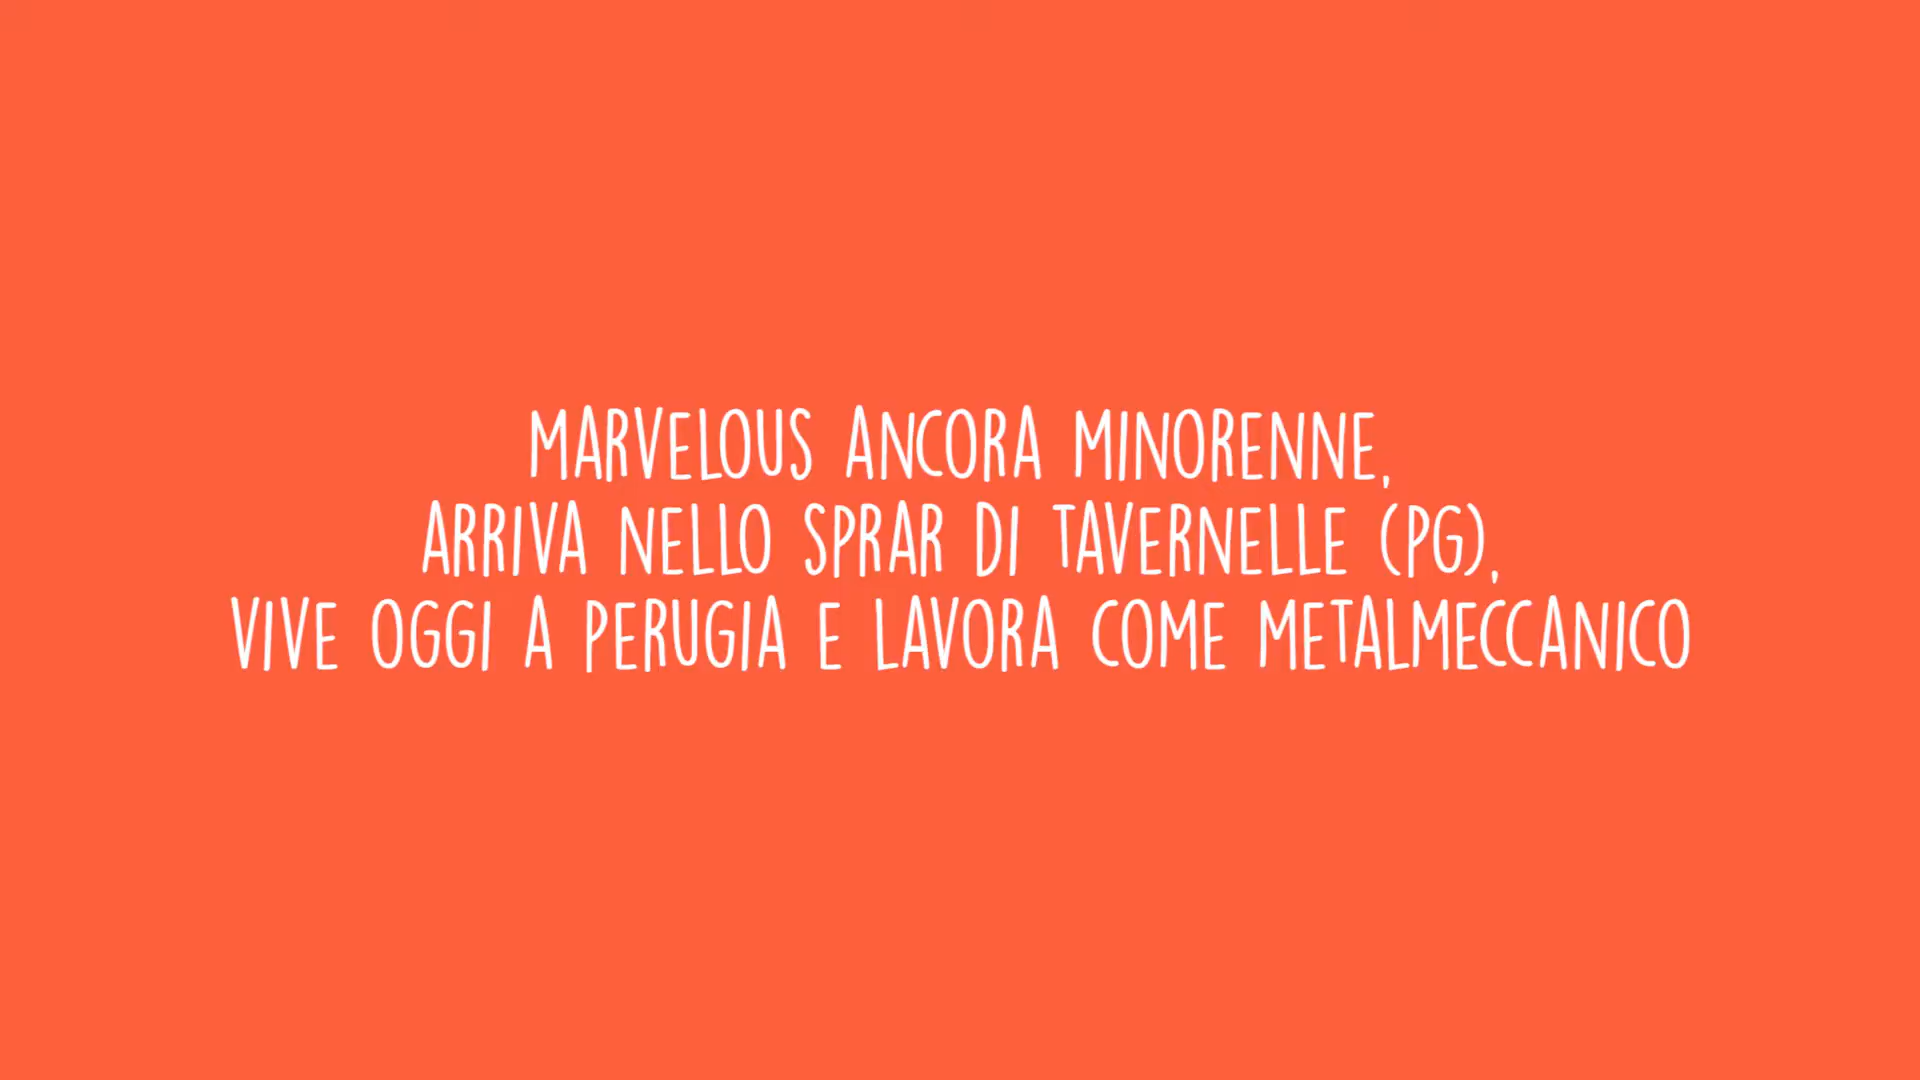 MARVELOUS ANCORA MINORENNE,
ARRIVA NELLO SPRAR DI TAVERNELLE (PG),
VIVE OGGI A PERUGIA E LAVORA COME METALMECCANICO